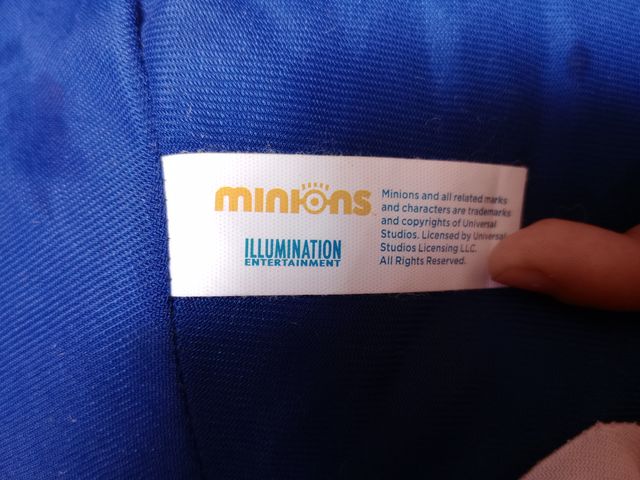 MINIONS
ILLUMINATION
ENTERTAINMENT
Minions and all related marks
and characters are trademarks
and copyrights of Universal
Studios. Licensed by Universal
Studios Licensing LLC.
All Rights Reserved.